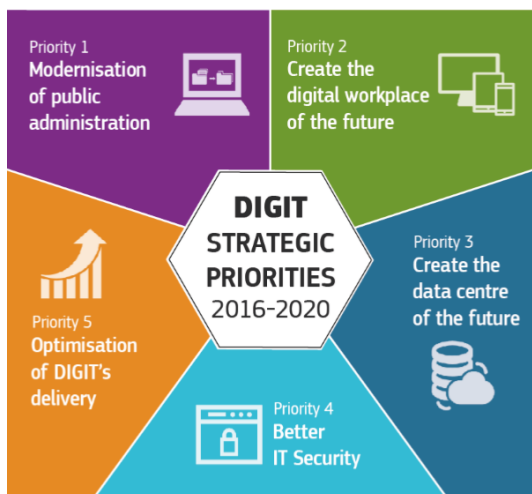 DIGIT
STRATEGIC
PRIORITIES
2016-2020
Priority 1
Modernisation
of public
administration
Priority 2
Create the
digital workplace
of the future
Priority 3
Create the
data centre
of the future
Priority 4
Better
IT Security
Priority 5
Optimisation
of DIGIT's
delivery